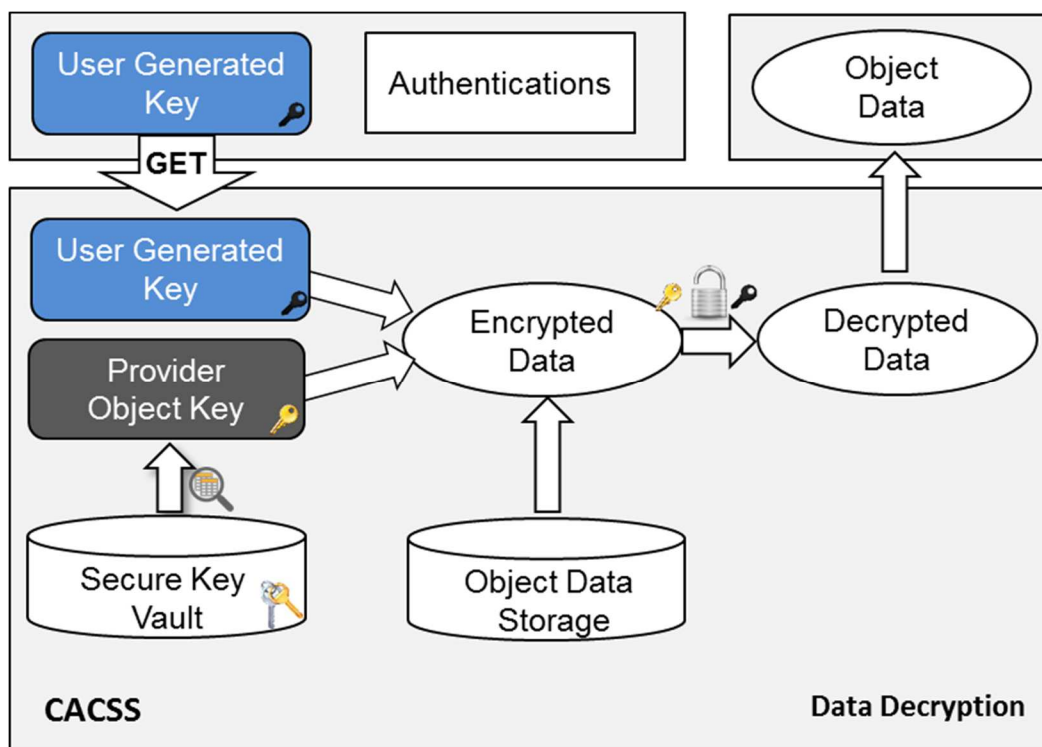 User Generated
Key
Authentications
Object
Data
GET
User Generated
Key
Provider
Object Key
Encrypted
Data
Decrypted
Data
Secure Key
Vault
Object Data
Storage
CACSS
Data Decryption